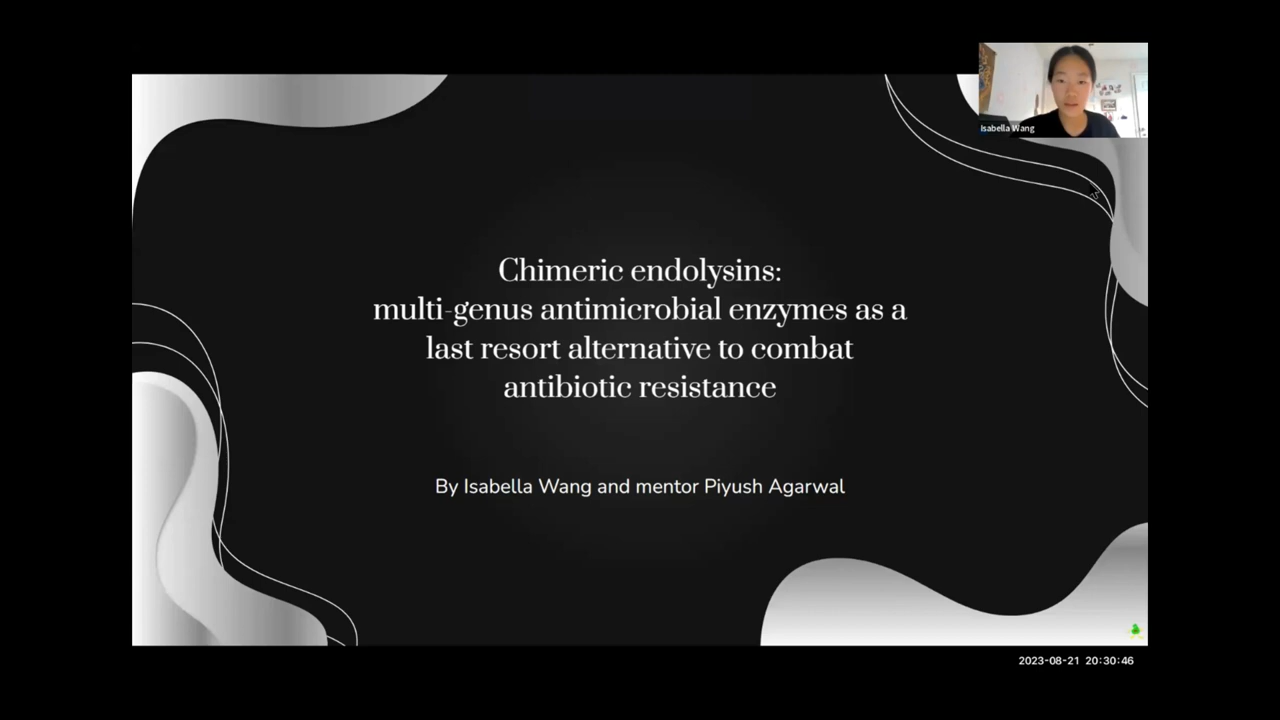 Isabella Wang
Chimeric endolysins:
multi-genus antimicrobial enzymes as a
last resort alternative to combat
antibiotic resistance
By Isabella Wang and mentor Piyush Agarwal
2023-08-21 20:30:46